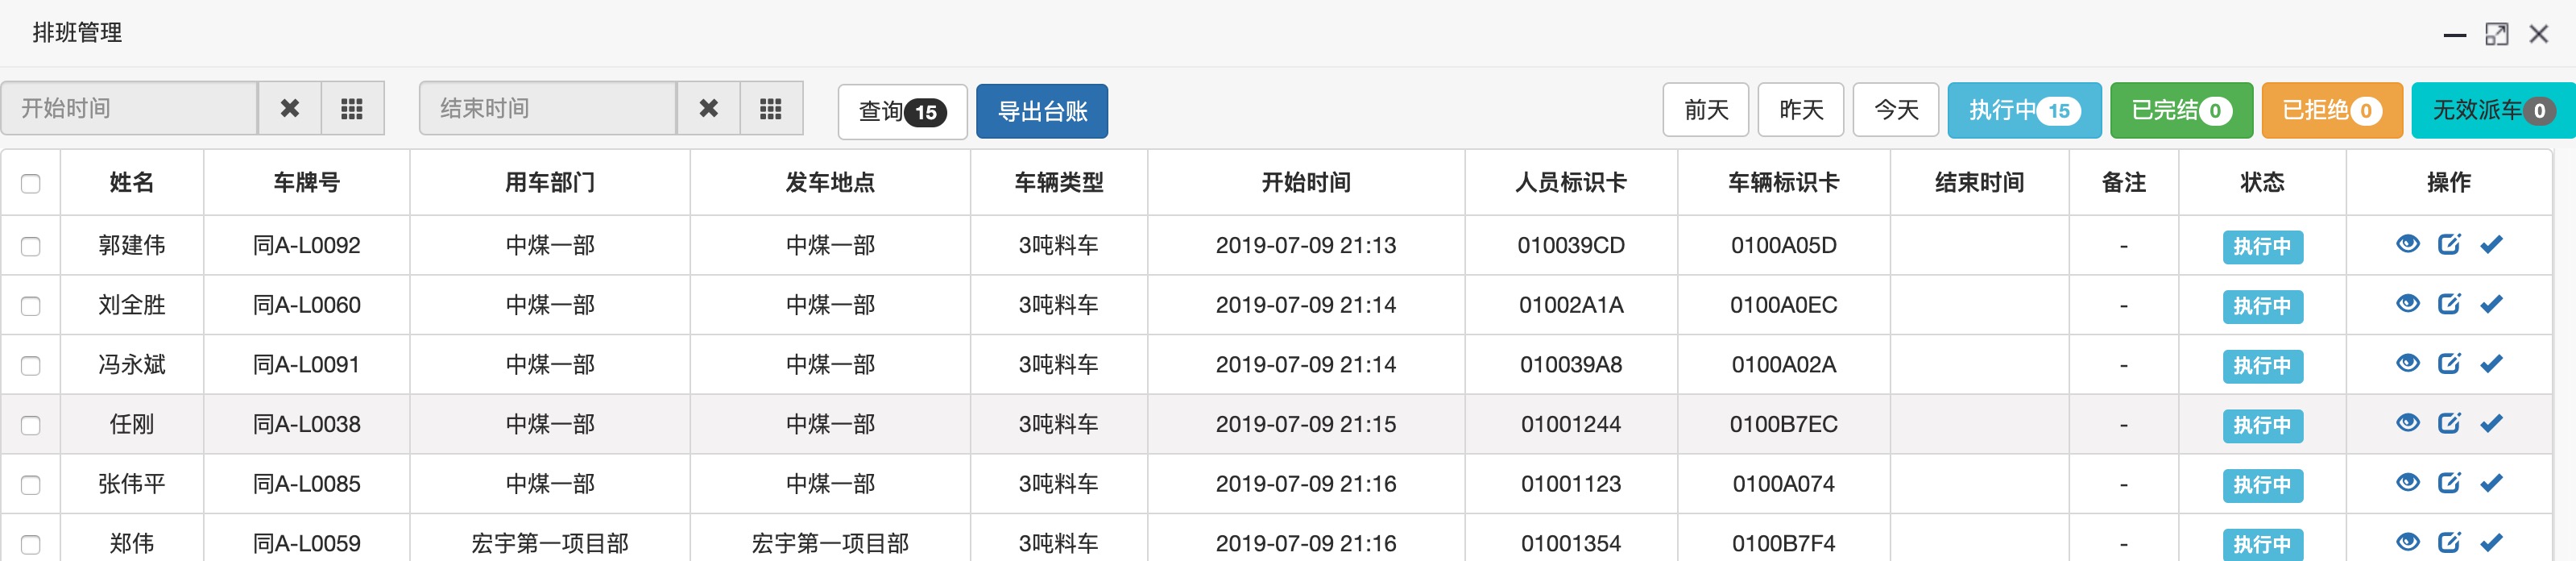 排班管理
开始时间 结束时间 查询 15 导出台账 前天 昨天 今天 执行中 15 已完结 0 已拒绝 0 无效派车 0
姓名 车牌号 用车部门 发车地点 车辆类型 开始时间 人员标识卡 车辆标识卡 结束时间 备注 状态 操作
郭建伟 同A-L0092 中煤一部 中煤一部 3吨料车 2019-07-09 21:13 010039CD 0100A05D - 执行中
刘全胜 同A-L0060 中煤一部 中煤一部 3吨料车 2019-07-09 21:14 01002A1A 0100A0EC - 执行中
冯永斌 同A-L0091 中煤一部 中煤一部 3吨料车 2019-07-09 21:14 010039A8 0100A02A - 执行中
任刚 同A-L0038 中煤一部 中煤一部 3吨料车 2019-07-09 21:15 01001244 0100B7EC - 执行中
张伟平 同A-L0085 中煤一部 中煤一部 3吨料车 2019-07-09 21:16 01001123 0100A074 - 执行中
郑伟 同A-L0059 宏宇第一项目部 宏宇第一项目部 3吨料车 2019-07-09 21:16 01001354 0100B7F4 - 执行中